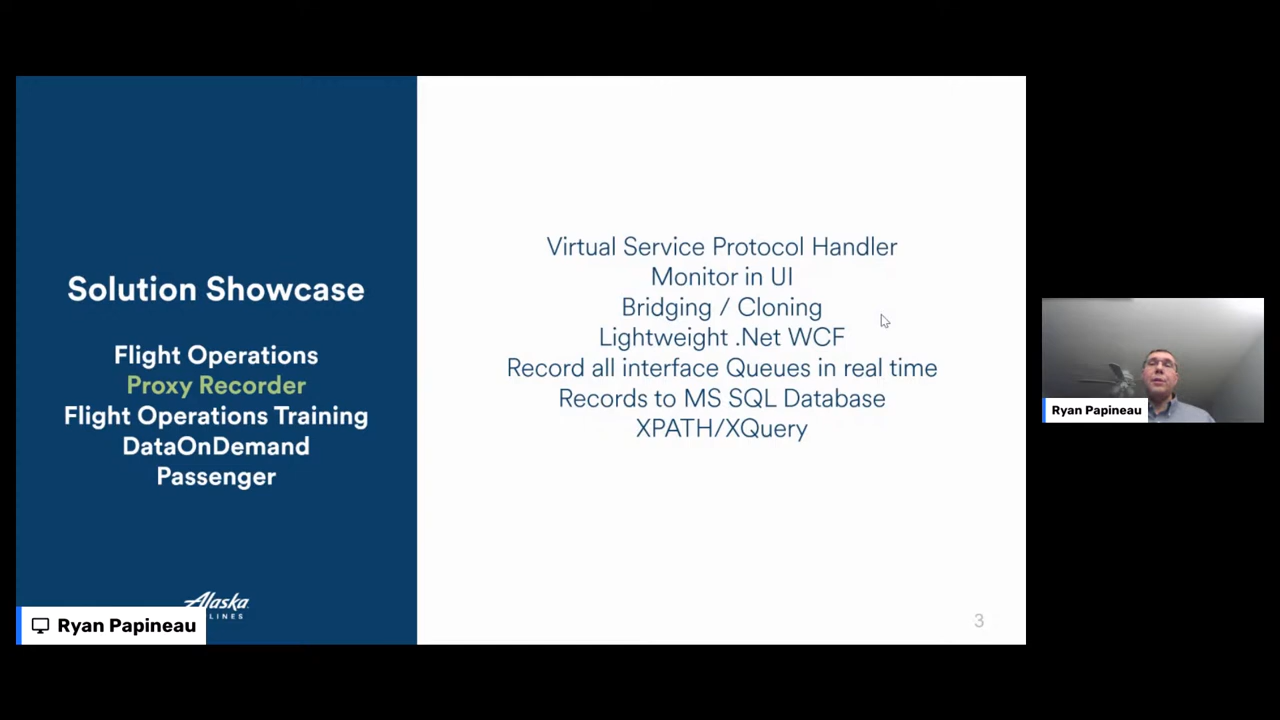 Solution Showcase
Flight Operations
Proxy Recorder
Flight Operations Training
DataOnDemand
Passenger
Alaska
LINES
Ryan Papineau
Virtual Service Protocol Handler
Monitor in UI
Bridging / Cloning
Lightweight .Net WCF
Record all interface Queues in real time
Records to MS SQL Database
XPATH/XQuery
3
Ryan Papineau